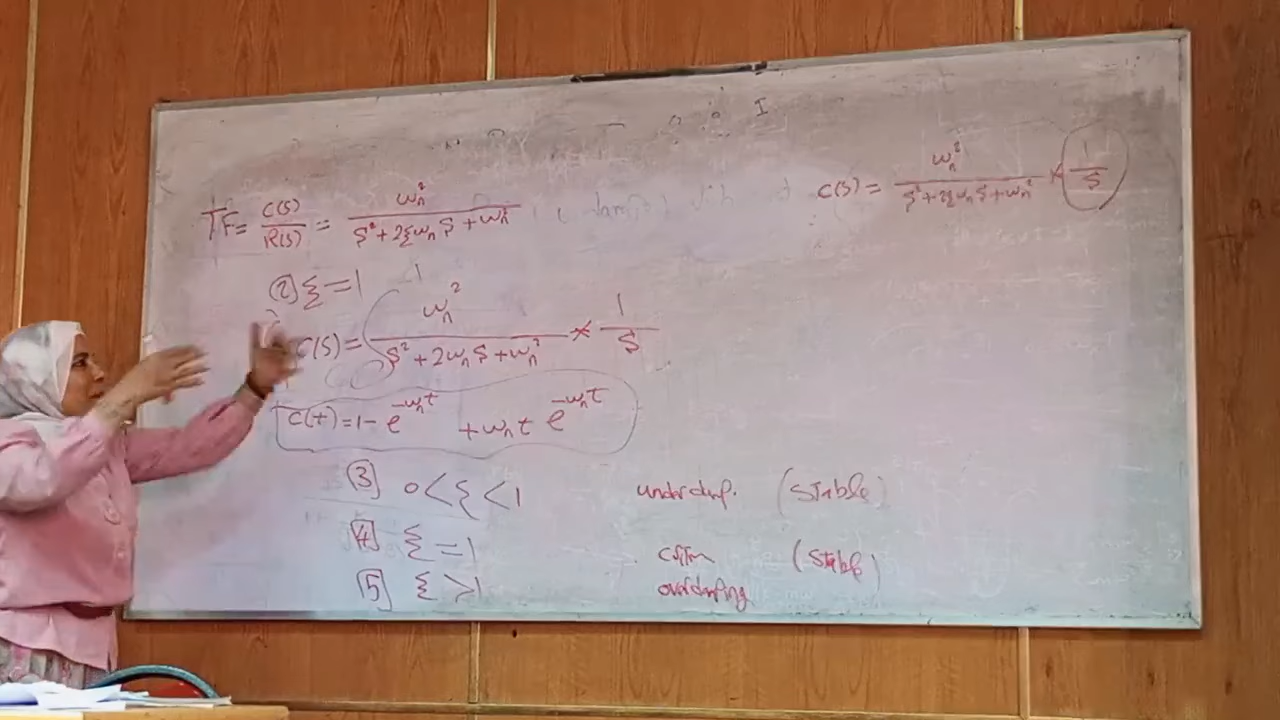 TF = C(S)/R(S) = ωn²/(S² + 2ξωn S + ωn²)
C(S) = ωn²/(S² + 2ξωn S + ωn²) × 1/S
(2) ξ = 1
C(S) = ωn²/(S² + 2ωn S + ωn²) × 1/S
C(t) = 1 - e^(-ωn t) + ωn t e^(-ωn t)
[3] 0 < ξ < 1 underdamp. (stable)
[4] ξ = 1 (stable)
[5] ξ > 1 overdamping